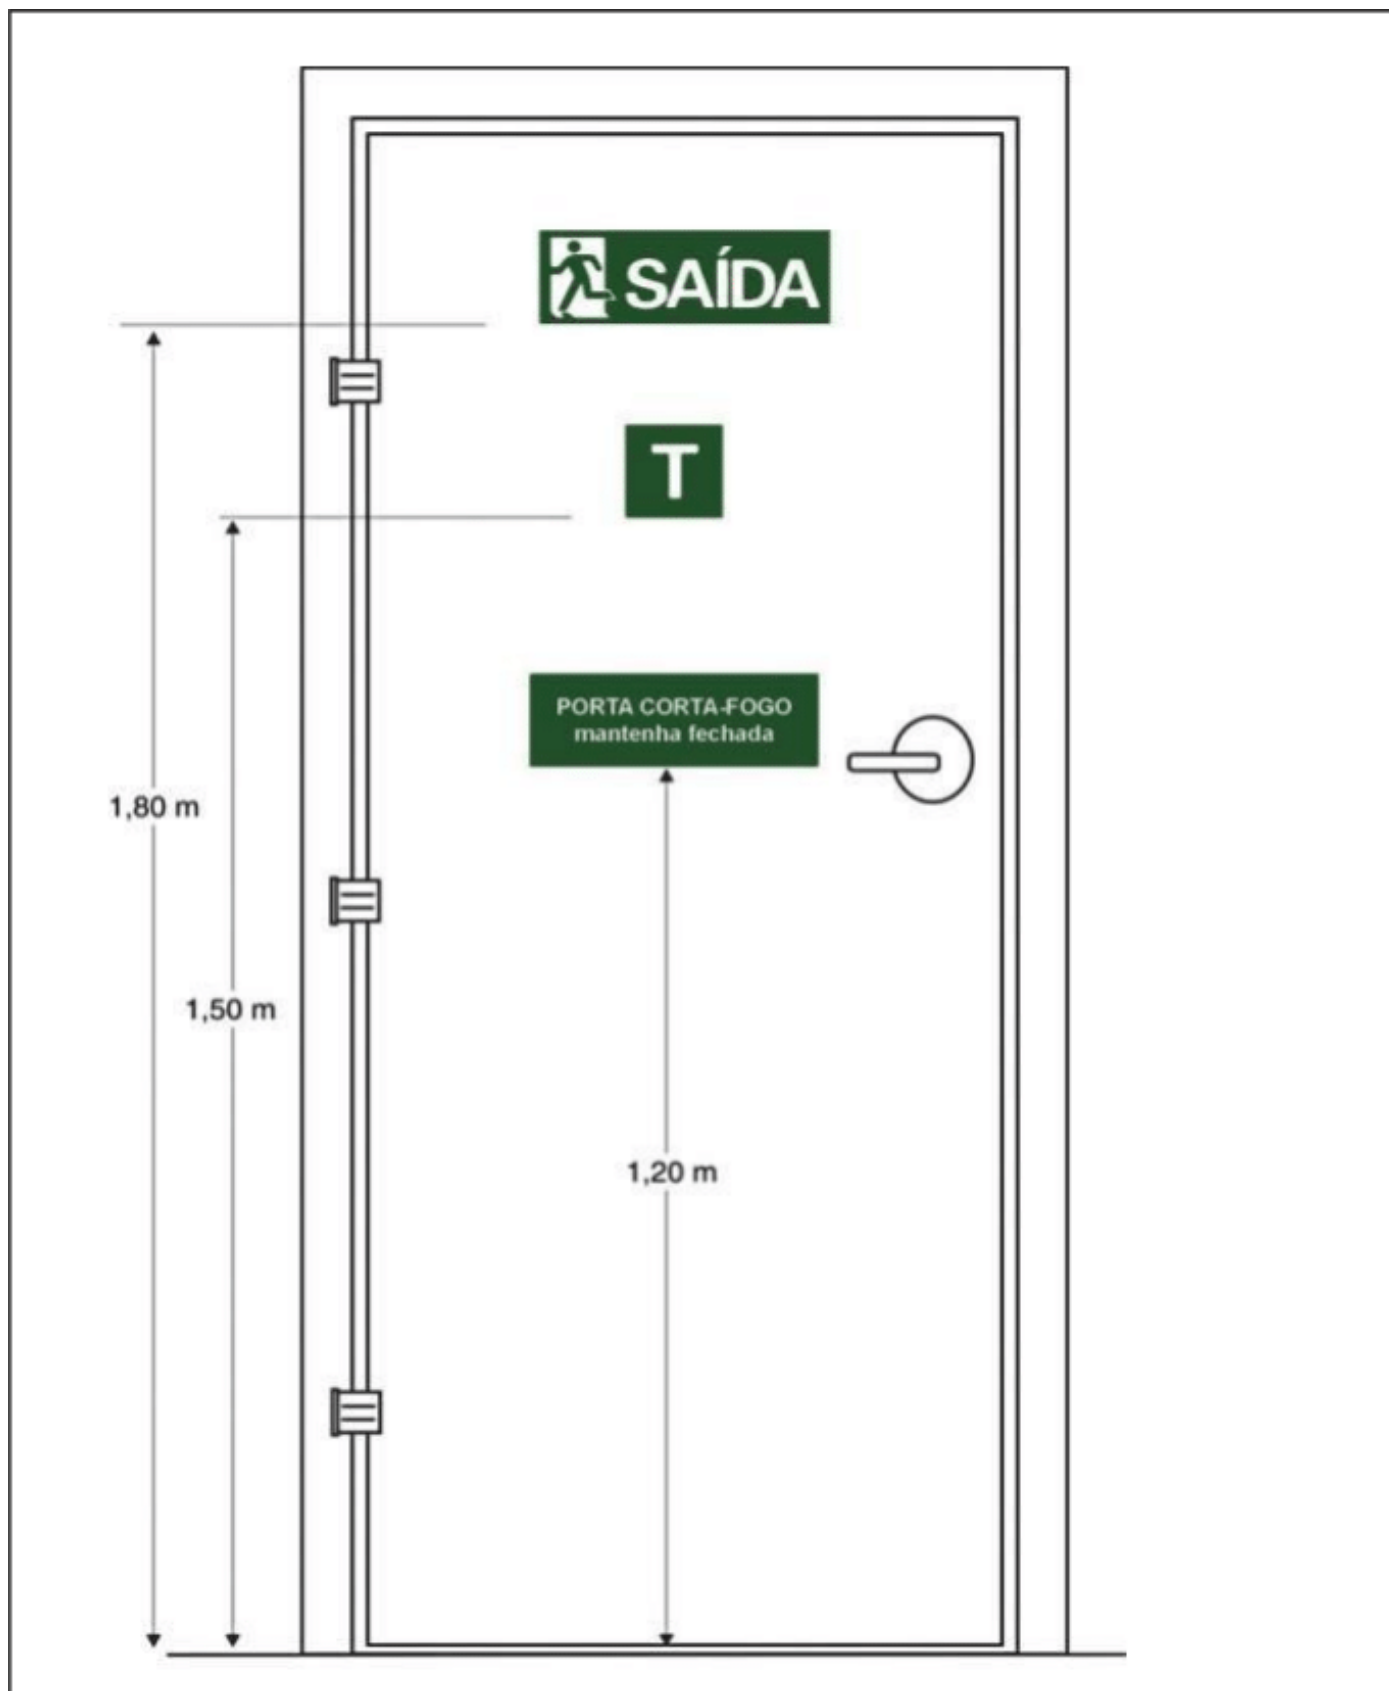 SAÍDA
T
PORTA CORTA-FOGO
mantenha fechada
1,80 m
1,50 m
1,20 m